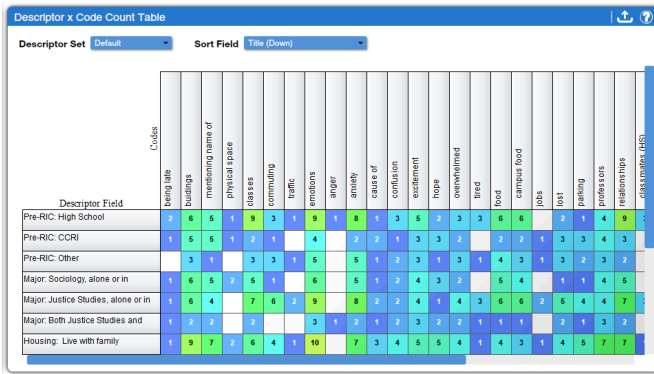 Descriptor x Code Count Table
Descriptor Set Default Sort Field Title (Down)
Codes
being late
buildings
mentioning name of
physical space
classes
commuting
traffic
emotions
anger
anxiety
cause of
confusion
excitement
hope
overwhelmed
tired
food
campus food
jobs
lost
parking
professors
relationships
classmates (HS)
Descriptor Field
Pre-RIC: High School 2 6 5 1 9 3 1 9 1 8 1 3 5 2 3 3 6 6 2 1 4 9
Pre-RIC: CCRI 1 5 5 1 2 1 4 2 2 1 3 3 2 2 2 1 3 3 4 3
Pre-RIC: Other 3 1 3 3 1 5 5 1 2 3 1 3 1 4 3 1 3 2 3 2
Major: Sociology, alone or in 1 6 5 2 5 1 6 5 1 2 4 3 2 5 4 1 1 4 5
Major: Justice Studies, alone or in 1 6 4 7 6 2 9 8 2 2 4 1 4 3 6 6 2 5 4 4 7
Major: Both Justice Studies and 1 2 2 2 3 1 2 1 2 3 2 2 1 1 1 2 1 3 2
Housing: Live with family 1 9 7 2 6 4 1 10 7 3 4 5 5 4 1 4 3 1 4 5 7 7